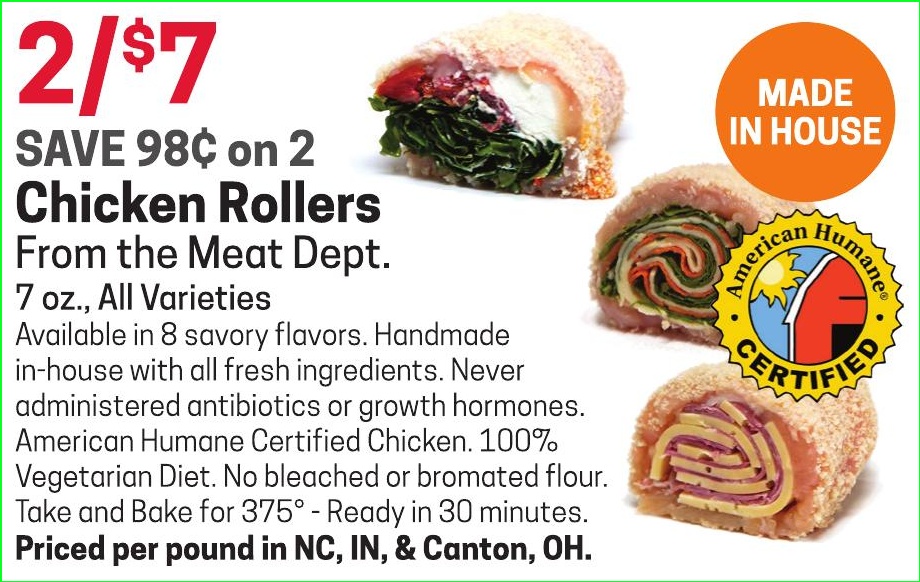 2/$7
SAVE 98¢ on 2
Chicken Rollers
From the Meat Dept.
7 oz., All Varieties
Available in 8 savory flavors. Handmade
in-house with all fresh ingredients. Never
administered antibiotics or growth hormones.
American Humane Certified Chicken. 100%
Vegetarian Diet. No bleached or bromated flour.
Take and Bake for 375° - Ready in 30 minutes.
Priced per pound in NC, IN, & Canton, OH.
MADE
IN HOUSE
American Humane®
CERTIFIED